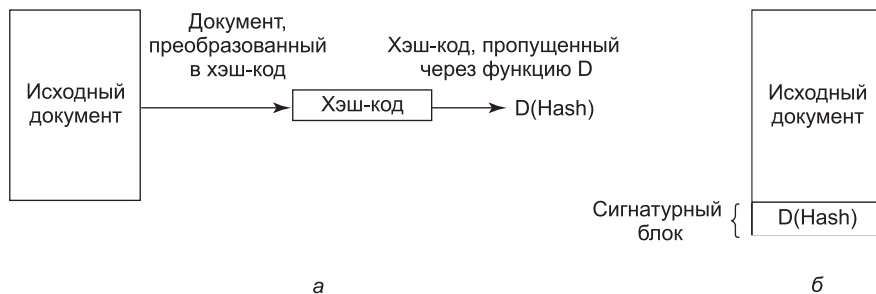 Исходный
документ
Документ,
преобразованный
в хэш-код
Хэш-код
Хэш-код, пропущенный
через функцию D
D(Hash)
а
Исходный
документ
Сигнатурный
блок
D(Hash)
б